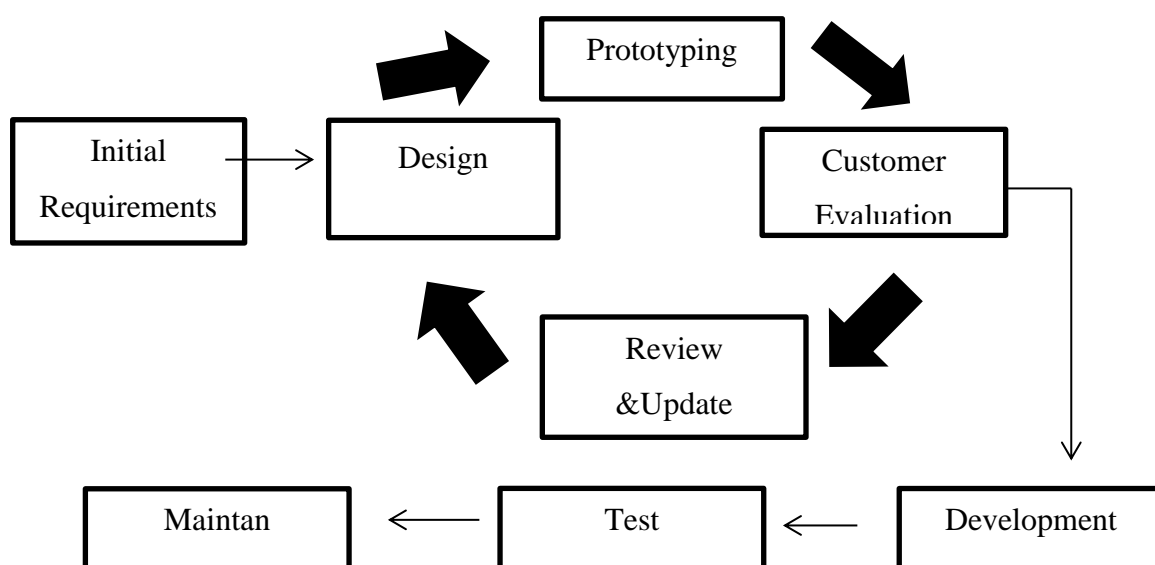 Prototyping
Initial
Requirements
Design
Customer
Evaluation
Review
&Update
Maintan
Test
Development